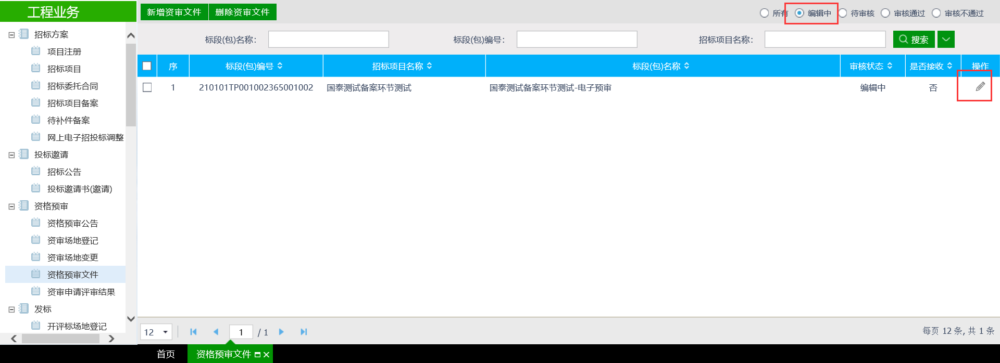 工程业务
新增资审文件 删除资审文件
所有 编辑中 待审核 审核通过 审核不通过
标段(包)名称: 标段(包)编号: 招标项目名称: 搜索
序 标段(包)编号 招标项目名称 标段(包)名称 审核状态 是否接收 操作
1 210101TP001002365001002 国泰测试备案环节测试 国泰测试备案环节测试-电子预审 编辑中 否
招标方案
项目注册
招标项目
招标委托合同
招标项目备案
待补件备案
网上电子招投标调整
投标邀请
招标公告
投标邀请书(邀请)
资格预审
资格预审公告
资审场地登记
资审场地变更
资格预审文件
资审申请评审结果
发标
开评标场地登记
12 1 / 1 每页 12 条, 共 1 条
首页 资格预审文件